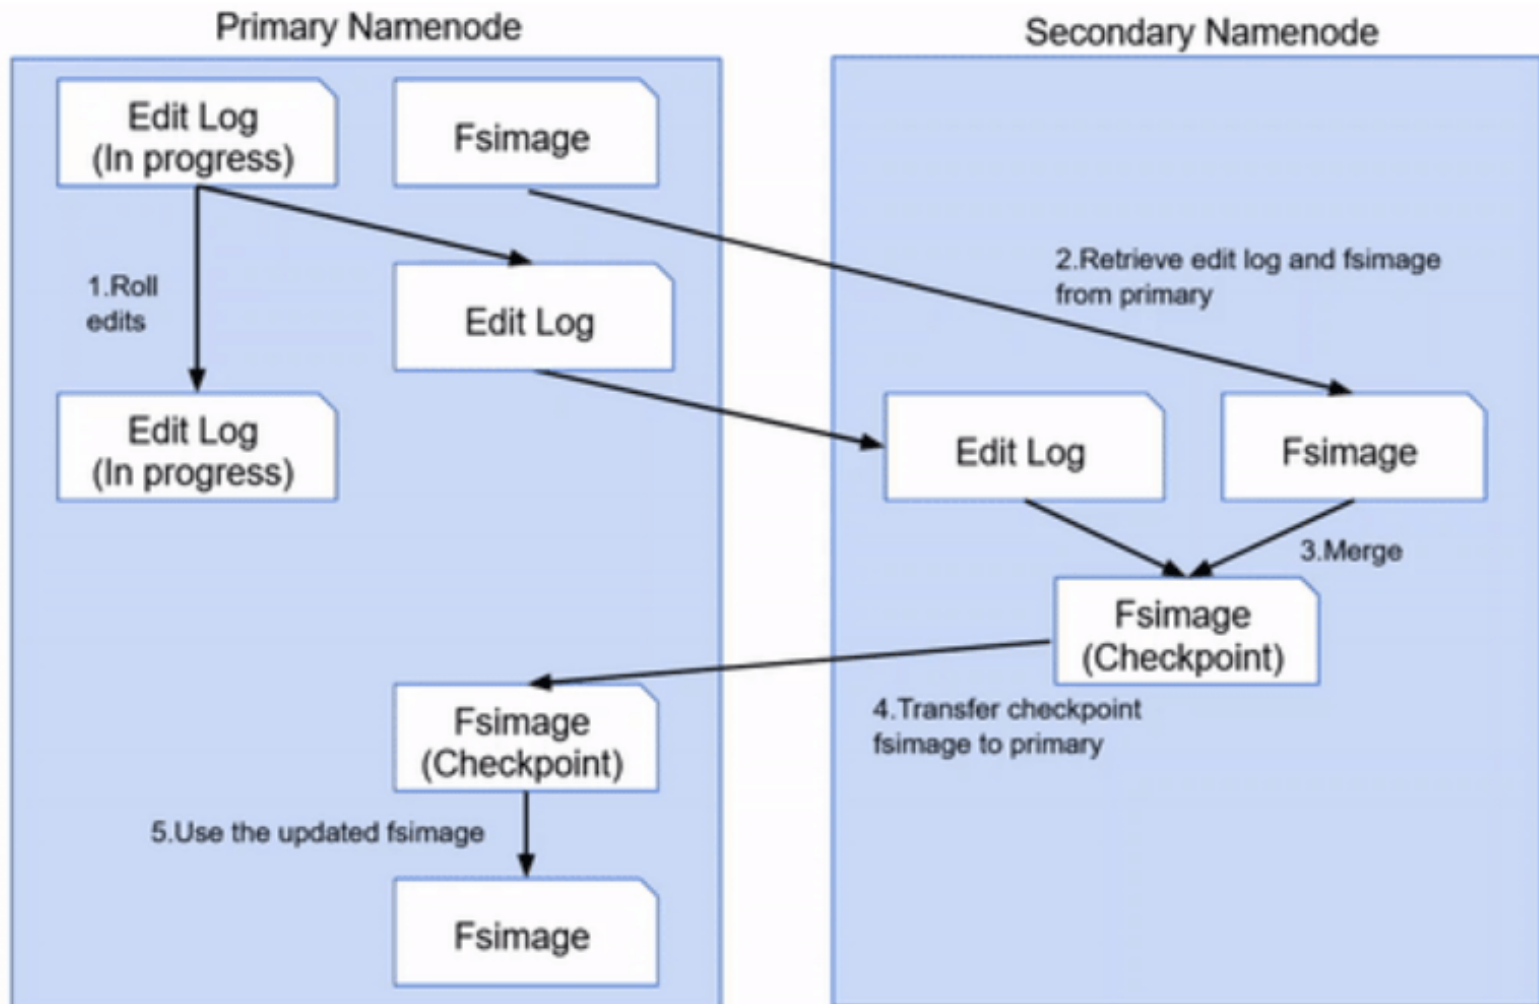 Primary Namenode
Secondary Namenode
Edit Log
(In progress)
Fsimage
1.Roll
edits
Edit Log
2.Retrieve edit log and fsimage
from primary
Edit Log
(In progress)
Edit Log
Fsimage
3.Merge
Fsimage
(Checkpoint)
4.Transfer checkpoint
fsimage to primary
Fsimage
(Checkpoint)
5.Use the updated fsimage
Fsimage